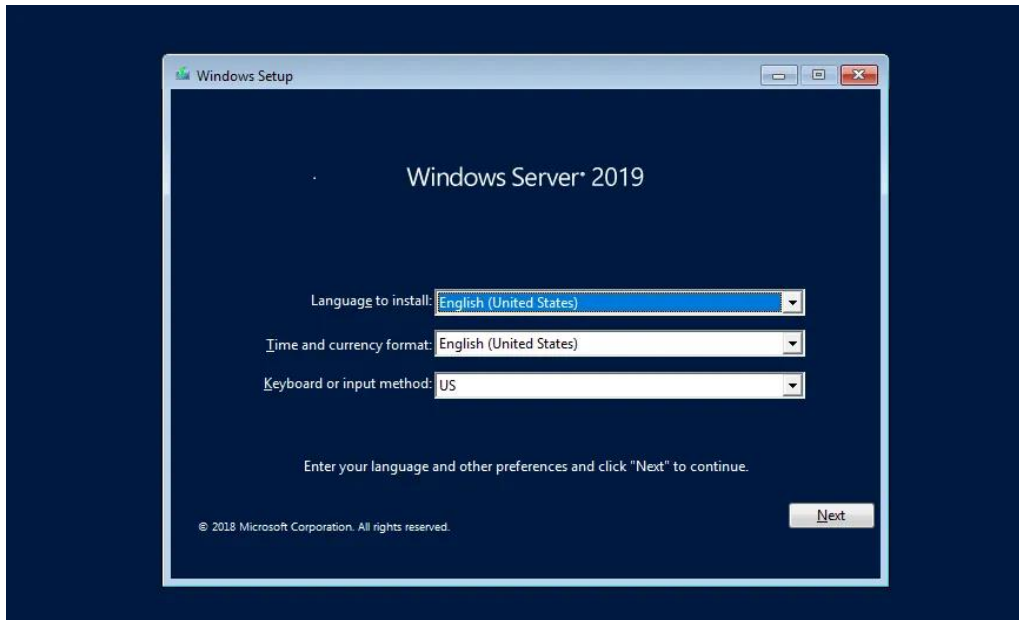 Windows Setup
Windows Server® 2019
Language to install: English (United States)
Time and currency format: English (United States)
Keyboard or input method: US
Enter your language and other preferences and click "Next" to continue.
© 2018 Microsoft Corporation. All rights reserved.
Next